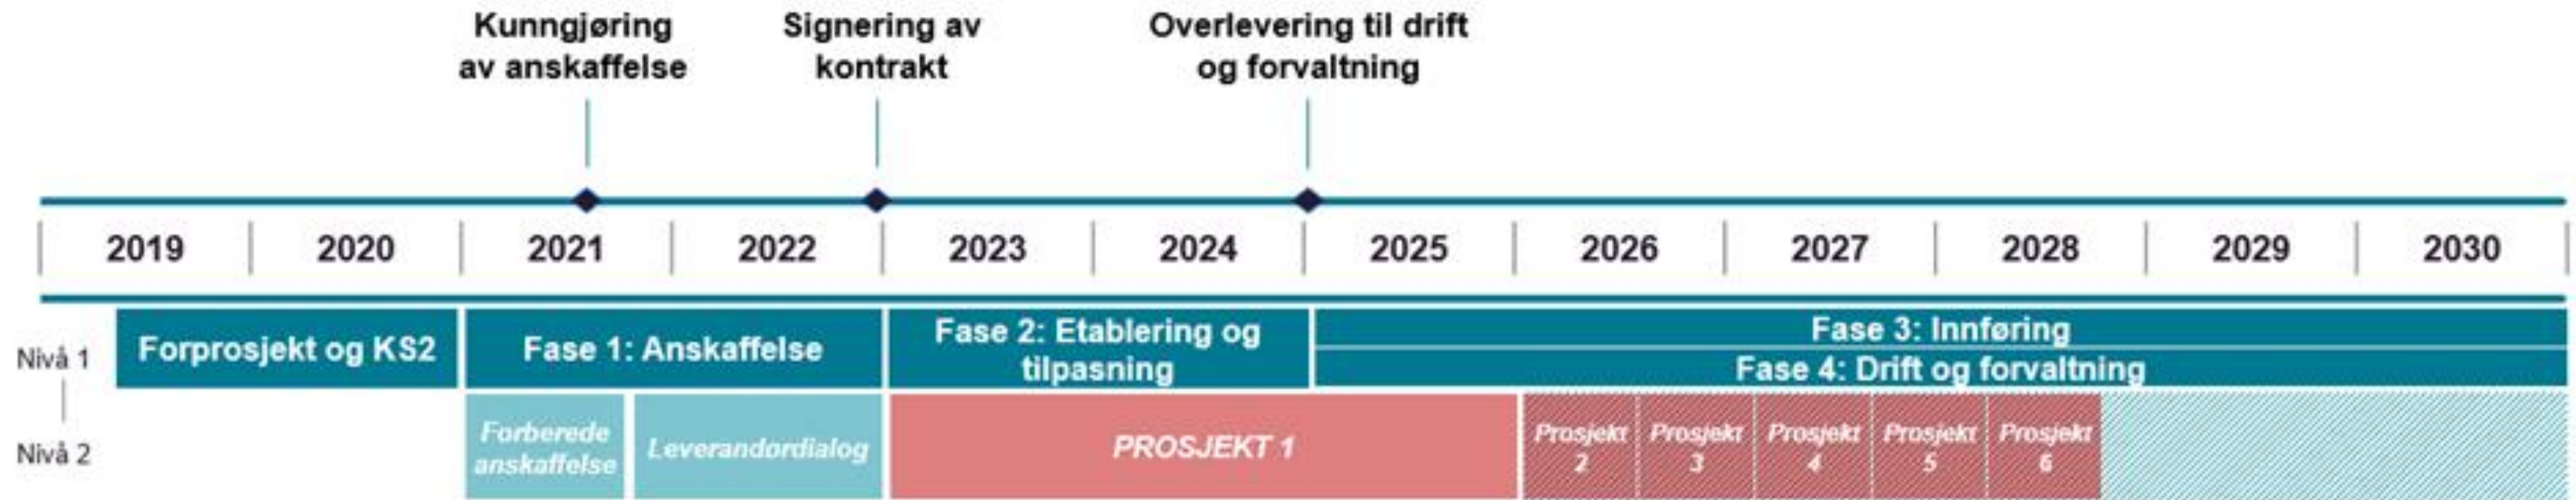 Kunngjøring
av anskaffelse
Signering av
kontrakt
Overlevering til drift
og forvaltning
2019
2020
2021
2022
2023
2024
2025
2026
2027
2028
2029
2030
Nivå 1
Forprosjekt og KS2
Fase 1: Anskaffelse
Fase 2: Etablering og
tilpasning
Fase 3: Innføring
Fase 4: Drift og forvaltning
Nivå 2
Forberede
anskaffelse
Leverandørdialog
PROSJEKT 1
Prosjekt
2
Prosjekt
3
Prosjekt
4
Prosjekt
5
Prosjekt
6